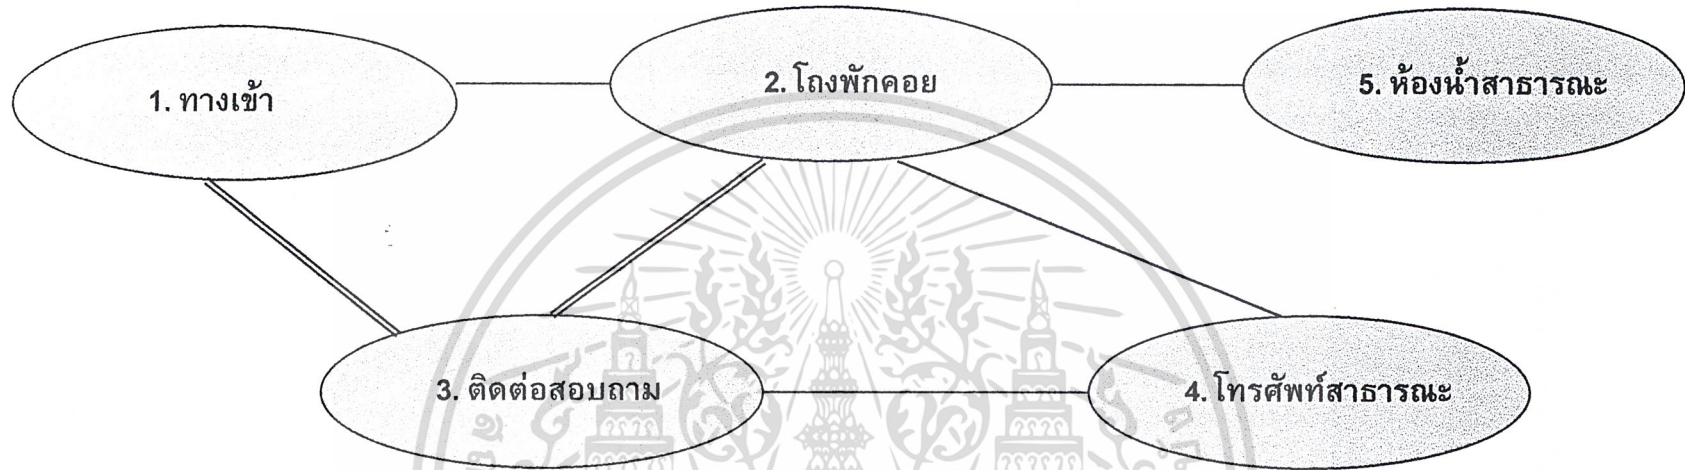 1. ทางเข้า
2. โถงพักคอย
5. ห้องน้ำสาธารณะ
3. ติดต่อสอบถาม
4. โทรศัพท์สาธารณะ